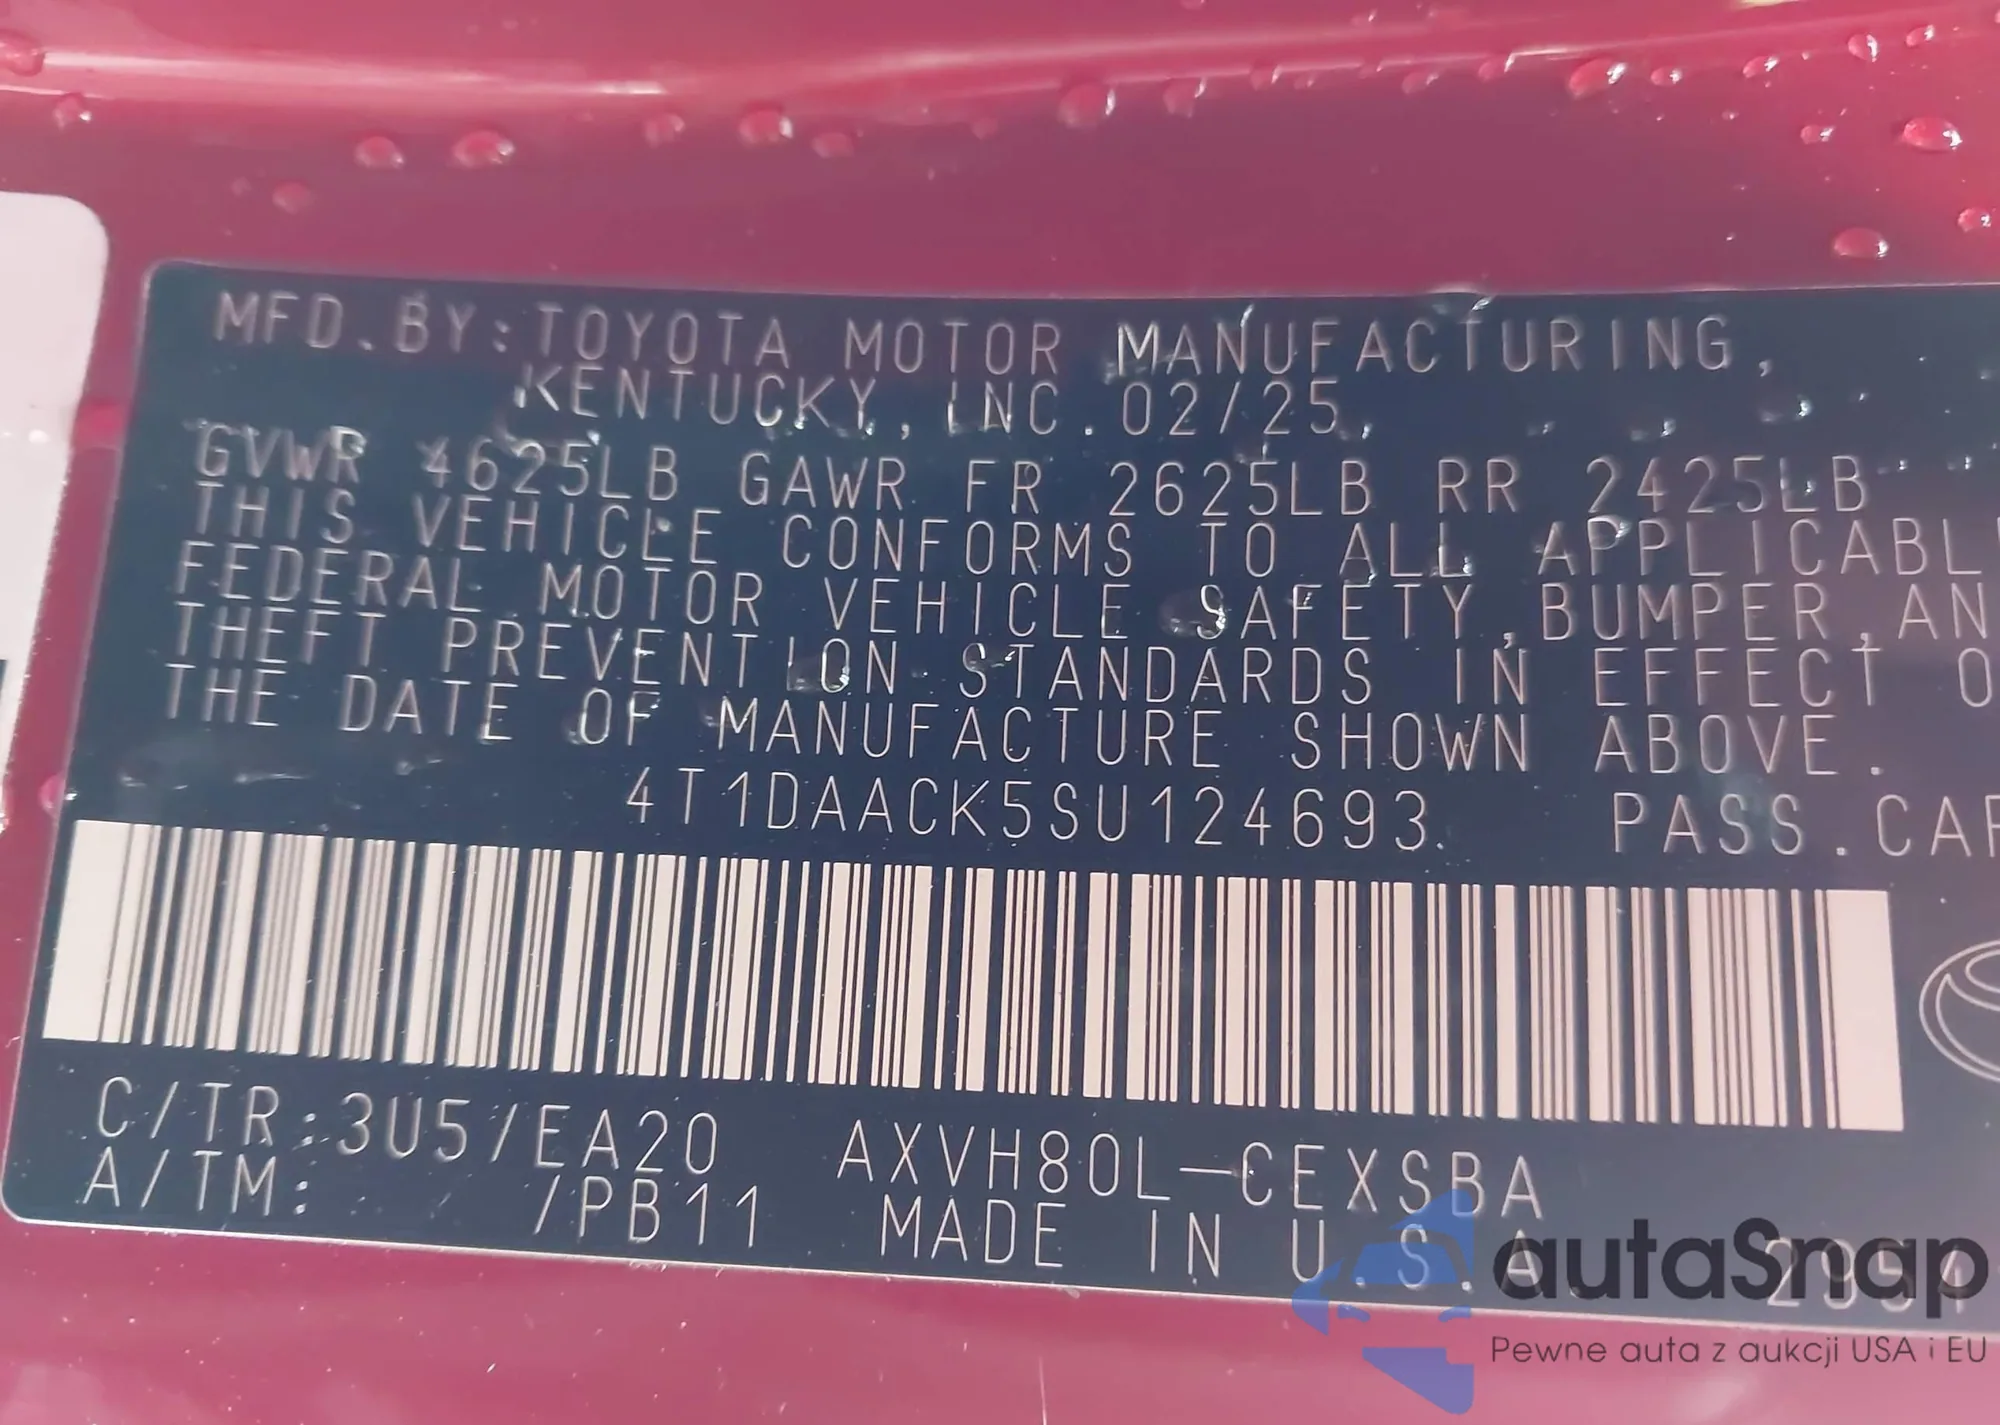 MFD.BY:TOYOTA MOTOR MANUFACTURING,
KENTUCKY, INC. 02/25
GVWR 4625LB GAWR FR 2625LB RR 2425LB
THIS VEHICLE CONFORMS TO ALL APPLICABL
FEDERAL MOTOR VEHICLE SAFETY, BUMPER, AN
THEFT PREVENTION STANDARDS IN EFFECT O
THE DATE OF MANUFACTURE SHOWN ABOVE.
4T1DAACK5SU124693 PASS.CAR
C/TR:3U5/EA20 AXVH80L-CEXSBA
A/TM: /PB11 MADE IN U.S.A.
autaSnap
Pewne auta z aukcji USA i EU